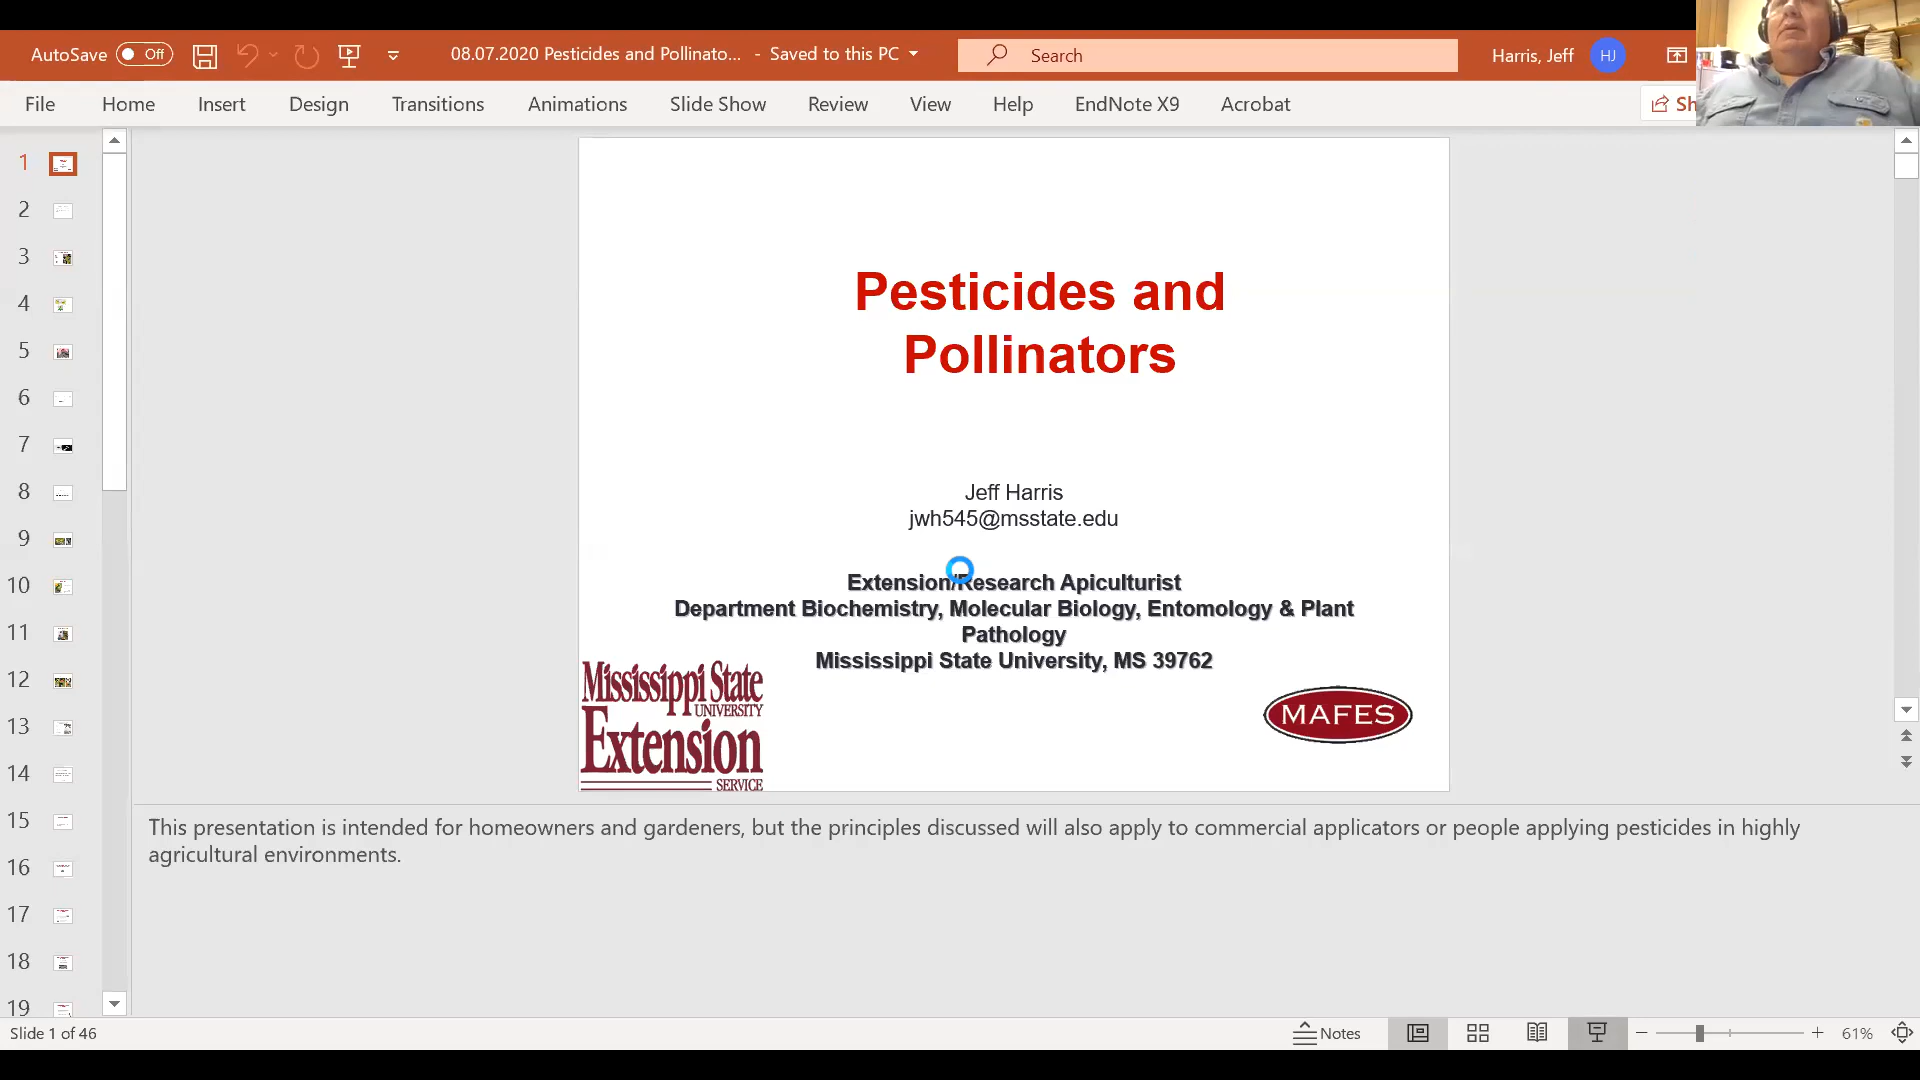 AutoSave Off 08.07.2020 Pesticides and Pollinato... - Saved to this PC Search Harris, Jeff HJ
File Home Insert Design Transitions Animations Slide Show Review View Help EndNote X9 Acrobat Sh
1
2
3
4
5
6
7
8
9
10
11
12
13
14
15
16
17
18
19
Pesticides and
Pollinators
Jeff Harris
jwh545@msstate.edu
Extension/Research Apiculturist
Department Biochemistry, Molecular Biology, Entomology & Plant
Pathology
Mississippi State University, MS 39762
Mississippi State
UNIVERSITY
Extension
SERVICE
MAFES
This presentation is intended for homeowners and gardeners, but the principles discussed will also apply to commercial applicators or people applying pesticides in highly
agricultural environments.
Slide 1 of 46 Notes 61%